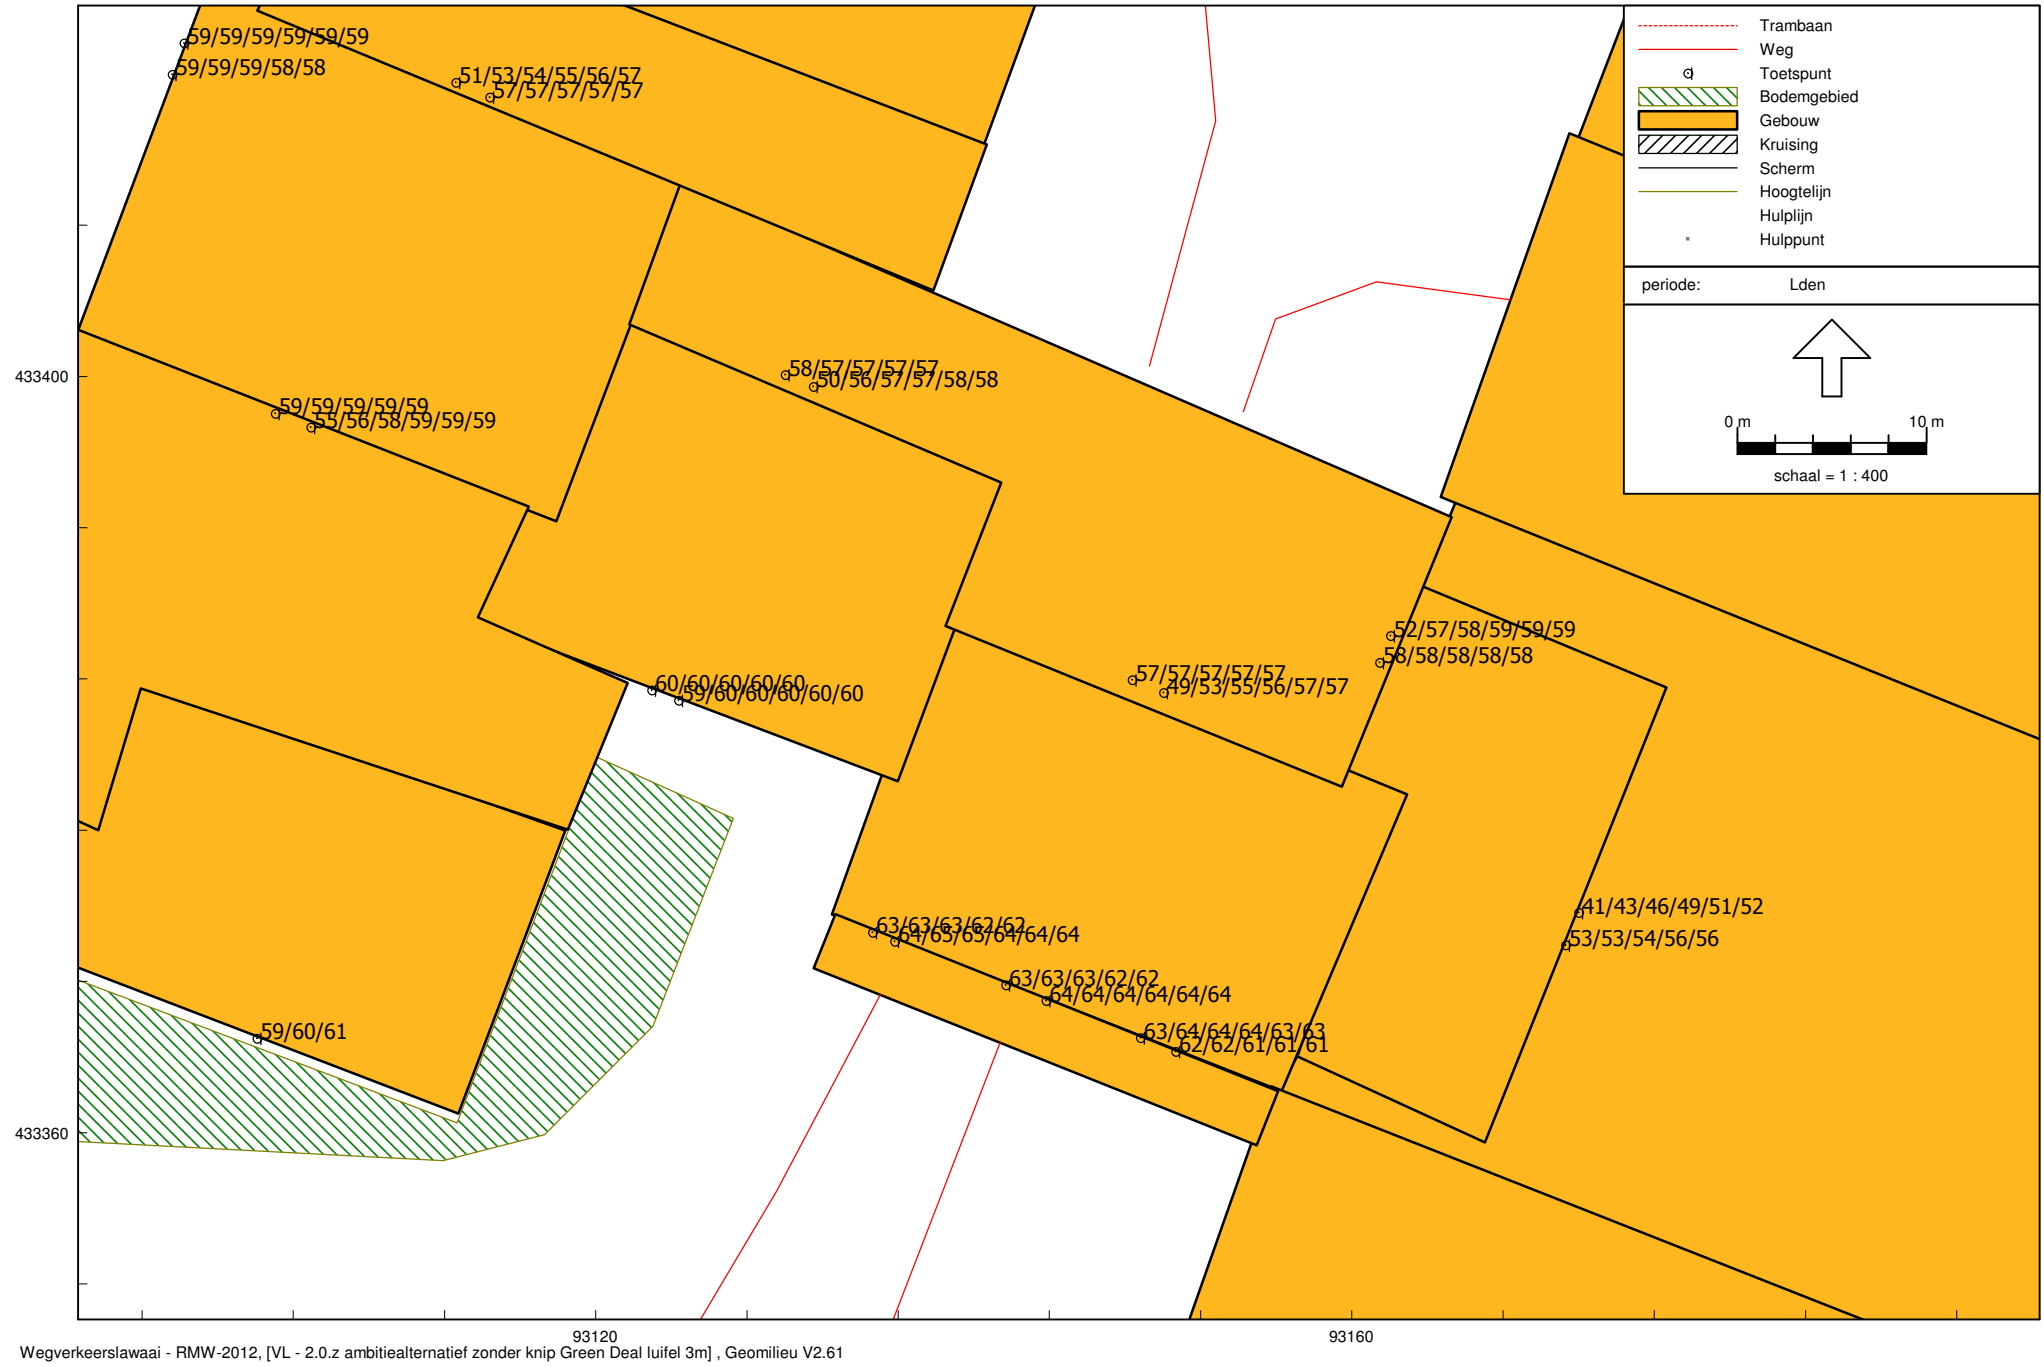 59/59/59/59/59/59
59/59/59/58/58
51/53/54/55/56/57
57/57/57/57/57
Trambaan
Weg
Toetspunt
Bodemgebied
Gebouw
Kruising
Scherm
Hoogtelijn
Hulplijn
Hulppunt
periode: Lden
0 m 10 m
schaal = 1 : 400
433400
58/57/57/57/57
50/56/57/57/58/58
59/59/59/59/59
55/56/58/59/59/59
52/57/58/59/59/59
58/58/58/58/58
57/57/57/57/57
49/53/55/56/57/57
60/60/60/60/60
59/60/60/60/60/60
41/43/46/49/51/52
53/53/54/56/56
63/63/63/62/62
64/65/65/64/64/64
63/63/63/62/62
64/64/64/64/64/64
63/64/64/64/63/63
62/62/61/61/61
59/60/61
433360
93120 93160
Wegverkeerslawaai - RMW-2012, [VL - 2.0.z ambitiealternatief zonder knip Green Deal luifel 3m] , Geomilieu V2.61